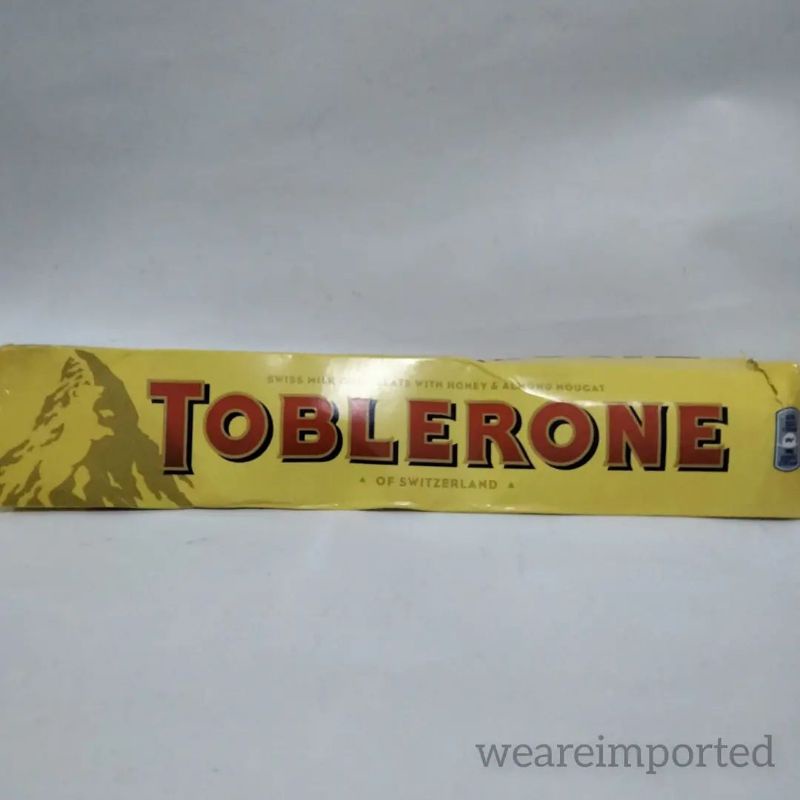 SWISS MILK CHOCOLATE WITH HONEY & ALMOND NOUGAT
TOBLERONE
OF SWITZERLAND
weareimported